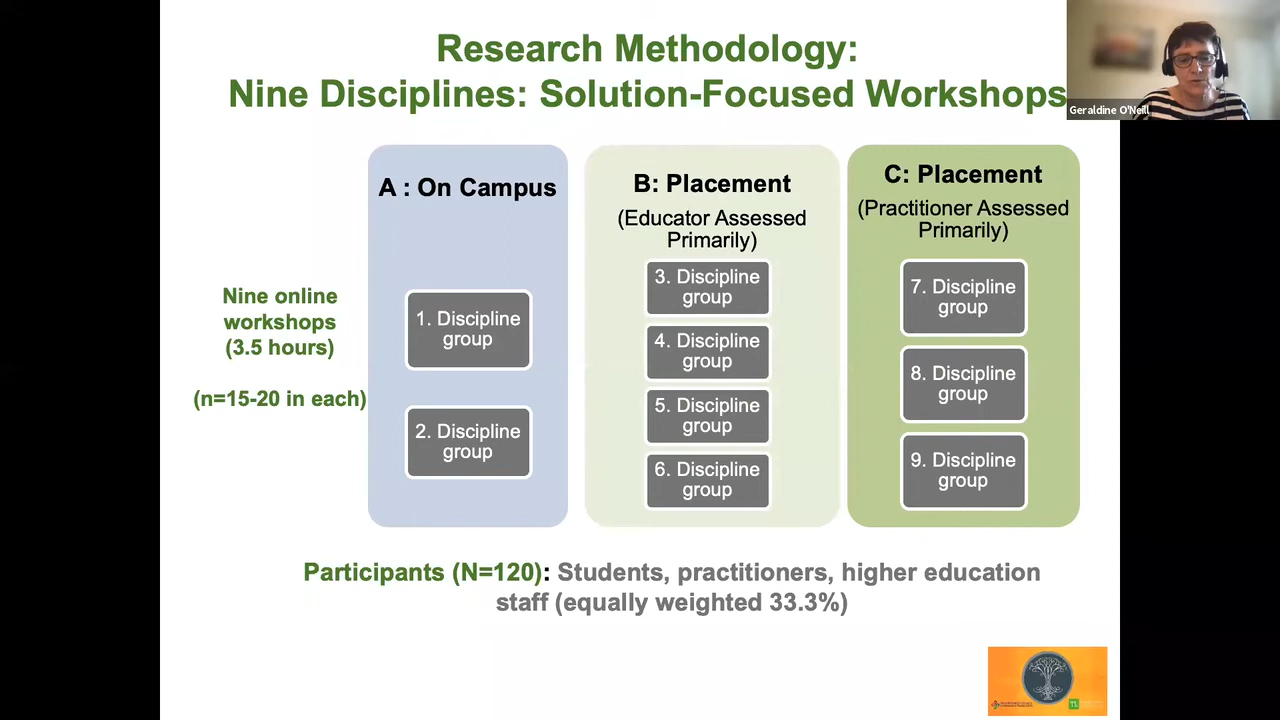 Research Methodology:
Nine Disciplines: Solution-Focused Workshops
Geraldine O'Neill
A : On Campus
1. Discipline
group
2. Discipline
group
B: Placement
(Educator Assessed
Primarily)
3. Discipline
group
4. Discipline
group
5. Discipline
group
6. Discipline
group
C: Placement
(Practitioner Assessed
Primarily)
7. Discipline
group
8. Discipline
group
9. Discipline
group
Nine online
workshops
(3.5 hours)
(n=15-20 in each)
Participants (N=120): Students, practitioners, higher education
staff (equally weighted 33.3%)